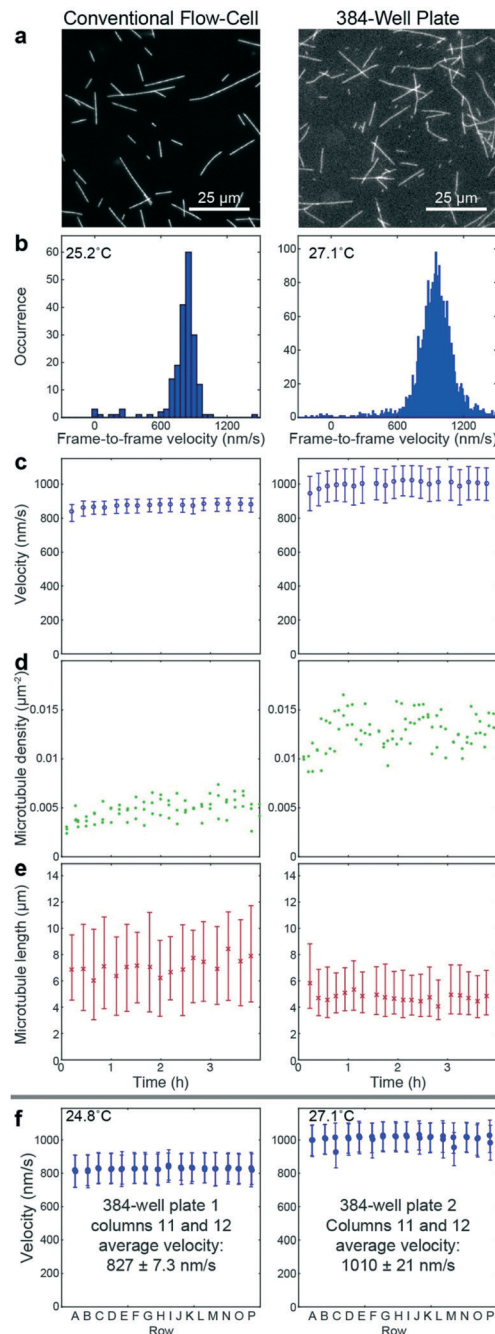 Conventional Flow-Cell
384-Well Plate
a
25 µm
25 µm
b
25.2˚C
27.1˚C
60
40
20
0
Occurrence
100
80
60
40
20
0
0 600 1200
0 600 1200
Frame-to-frame velocity (nm/s)
Frame-to-frame velocity (nm/s)
c
1000
800
600
400
200
0
Velocity (nm/s)
1000
800
600
400
200
0
d
0.015
0.01
0.005
0
Microtubule density (µm-2)
0.015
0.01
0.005
0
e
14
12
10
8
6
4
2
0
Microtubule length (µm)
14
12
10
8
6
4
2
0
0 1 2 3
0 1 2 3
Time (h)
Time (h)
f
24.8˚C
27.1˚C
1000
800
600
400
200
0
Velocity (nm/s)
1000
800
600
400
200
0
384-well plate 1
columns 11 and 12
average velocity:
827 ± 7.3 nm/s
384-well plate 2
Columns 11 and 12
average velocity:
1010 ± 21 nm/s
A B C D E F G H I J K L M N O P
A B C D E F G H I J K L M N O P
Row
Row